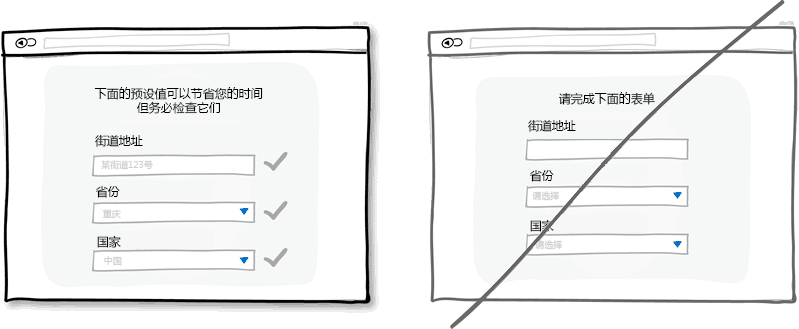 下面的预设值可以节省您的时间
但务必检查它们
街道地址
某街道123号
省份
重庆
国家
中国
请完成下面的表单
街道地址
省份
请选择
国家
请选择